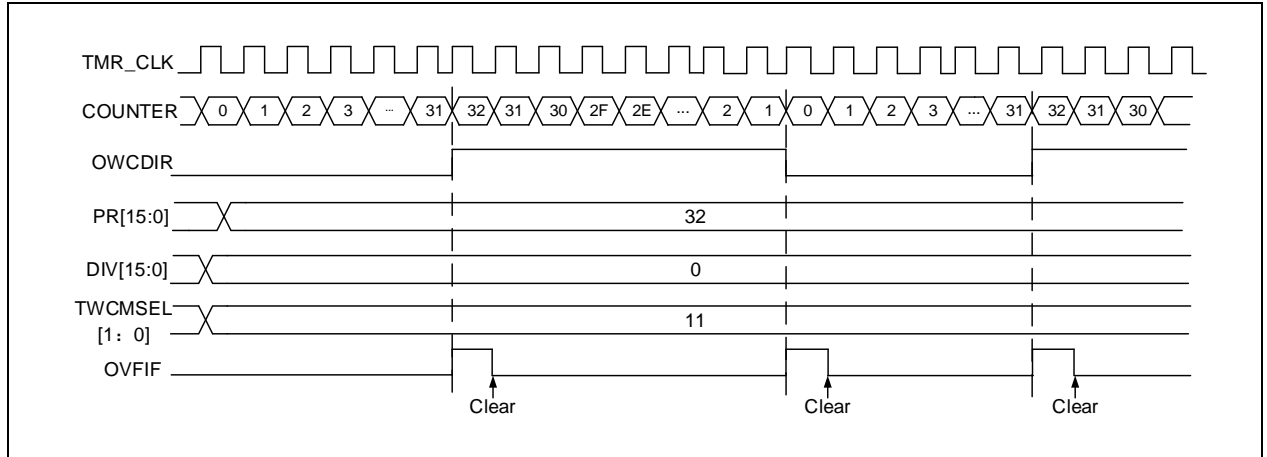 TMR_CLK
COUNTER 0 1 2 3 ... 31 32 31 30 2F 2E ... 2 1 0 1 2 3 ... 31 32 31 30
OWCDIR
PR[15:0] 32
DIV[15:0] 0
TWCMSEL
[1：0] 11
OVFIF
Clear Clear Clear